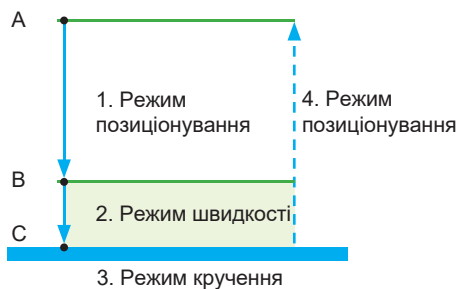 A
1. Режим
позиціонування
4. Режим
позиціонування
B
2. Режим швидкості
C
3. Режим кручення